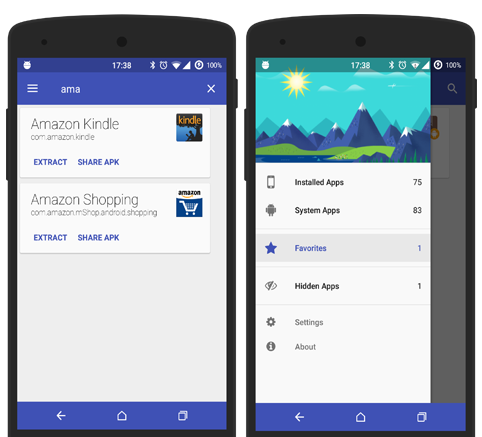 17:38
100%
ama
Amazon Kindle
com.amazon.kindle
kindle
EXTRACT SHARE APK
Amazon Shopping
com.amazon.mShop.android.shopping
amazon
EXTRACT SHARE APK
17:38
100%
Installed Apps 75
System Apps 83
Favorites 1
Hidden Apps 1
Settings
About